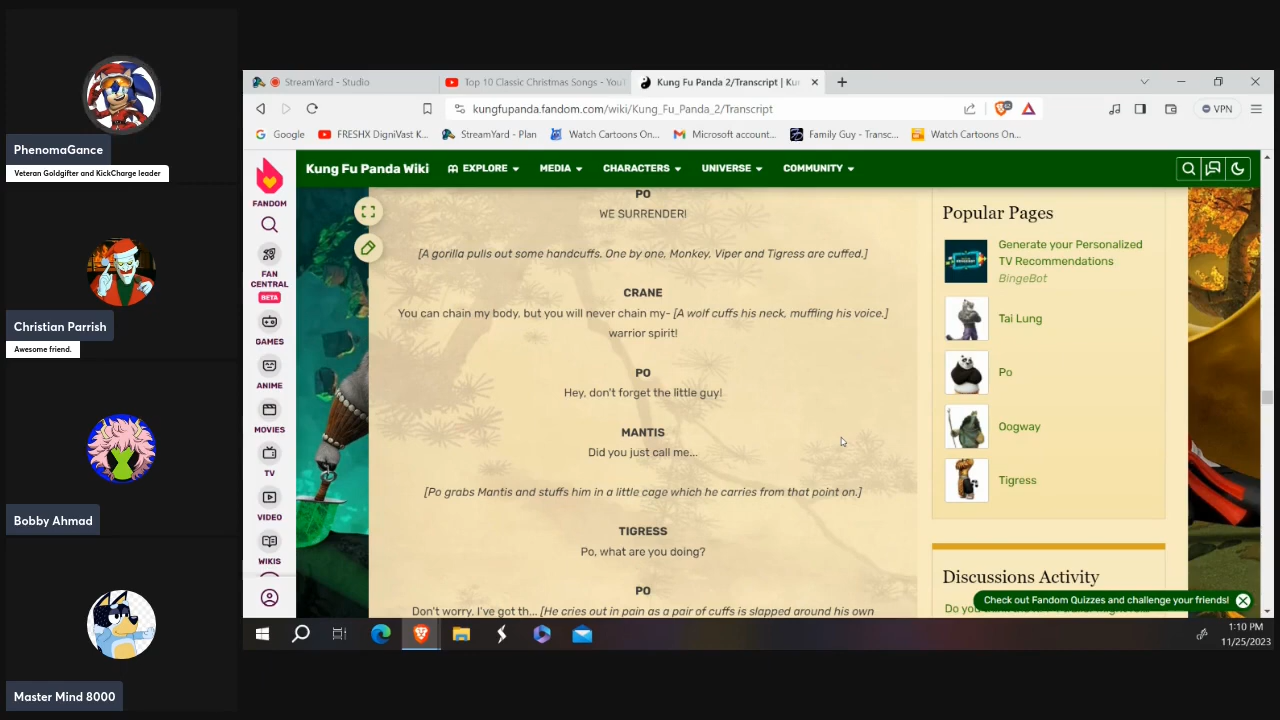 PhenomaGance
Veteran Goldgifter and KickCharge leader
Christian Parrish
Awesome friend.
Bobby Ahmad
Master Mind 8000
StreamYard - Studio
Top 10 Classic Christmas Songs - You
Kung Fu Panda 2/Transcript | Ku
kungfupanda.fandom.com/wiki/Kung_Fu_Panda_2/Transcript
VPN
Google
FRESHX DigniVast K...
StreamYard - Plan
Watch Cartoons On...
Microsoft account...
Family Guy - Transc...
Watch Cartoons On...
Kung Fu Panda Wiki
EXPLORE
MEDIA
CHARACTERS
UNIVERSE
COMMUNITY
FANDOM
FAN
CENTRAL
BETA
GAMES
ANIME
MOVIES
TV
VIDEO
WIKIS
PO
WE SURRENDER!
[A gorilla pulls out some handcuffs. One by one, Monkey, Viper and Tigress are cuffed.]
CRANE
You can chain my body, but you will never chain my- [A wolf cuffs his neck, muffling his voice.]
warrior spirit!
PO
Hey, don't forget the little guy!
MANTIS
Did you just call me...
[Po grabs Mantis and stuffs him in a little cage which he carries from that point on.]
TIGRESS
Po, what are you doing?
PO
Don't worry. I've got th... [He cries out in pain as a pair of cuffs is slapped around his own
Popular Pages
Generate your Personalized
TV Recommendations
BingeBot
Tai Lung
Po
Oogway
Tigress
Discussions Activity
Check out Fandom Quizzes and challenge your friends!
1:10 PM
11/25/2023